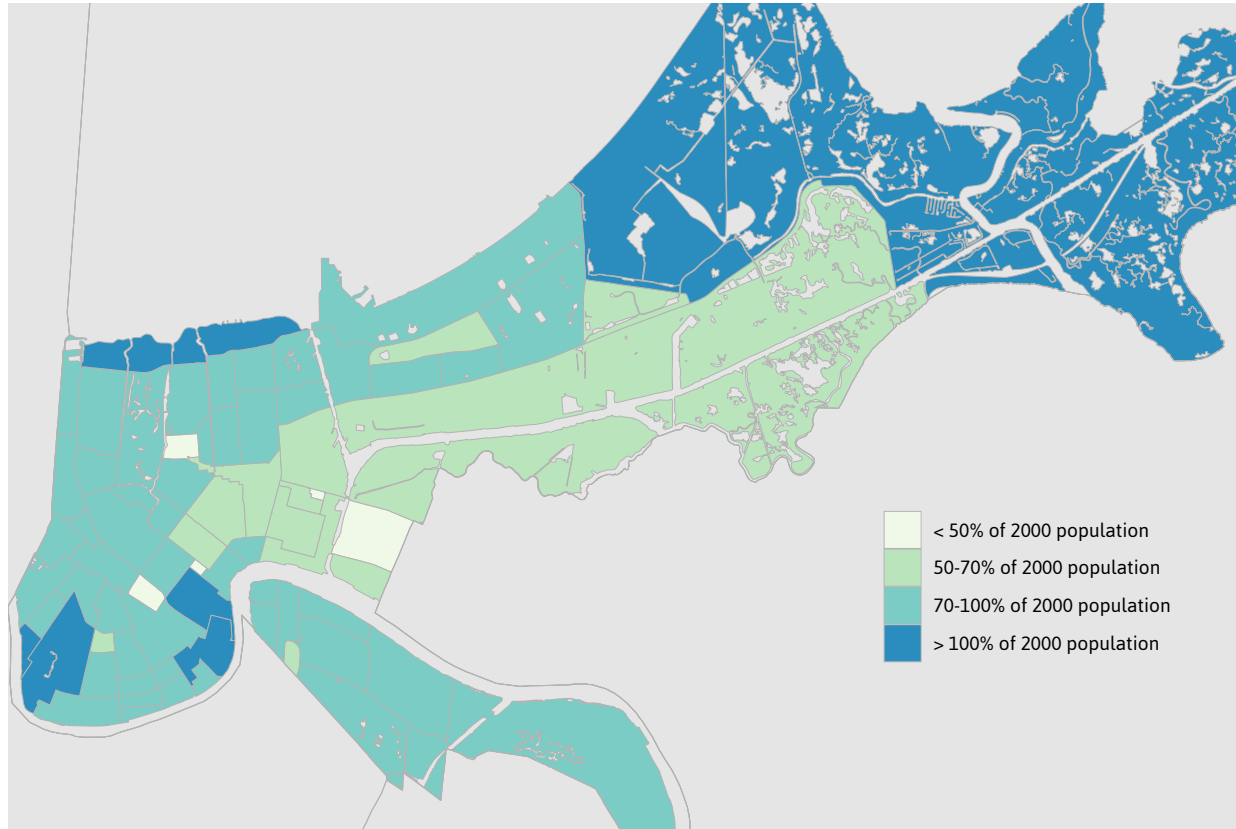 < 50% of 2000 population
50-70% of 2000 population
70-100% of 2000 population
> 100% of 2000 population